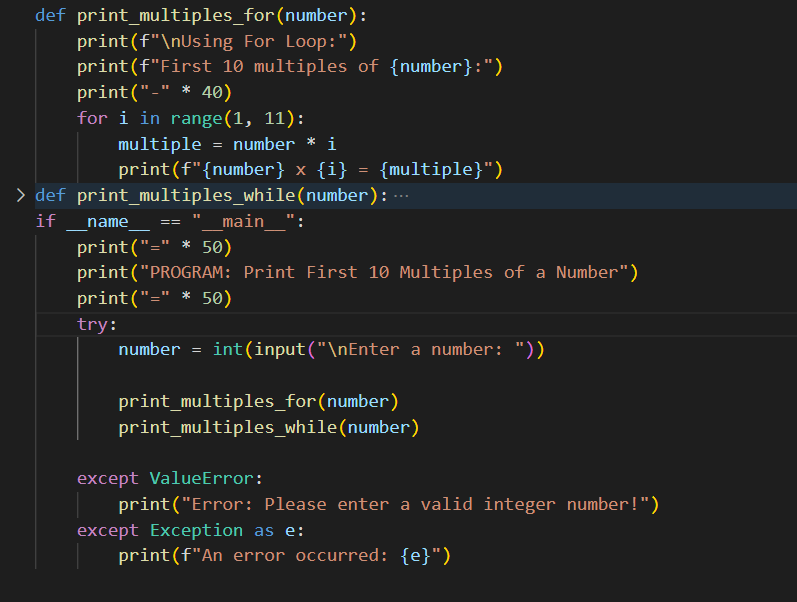 def print_multiples_for(number):
    print(f"\nUsing For Loop:")
    print(f"First 10 multiples of {number}:")
    print("-" * 40)
    for i in range(1, 11):
        multiple = number * i
        print(f"{number} x {i} = {multiple}")
def print_multiples_while(number):···
if __name__ == "__main__":
    print("=" * 50)
    print("PROGRAM: Print First 10 Multiples of a Number")
    print("=" * 50)
    try:
        number = int(input("\nEnter a number: "))
        print_multiples_for(number)
        print_multiples_while(number)
    except ValueError:
        print("Error: Please enter a valid integer number!")
    except Exception as e:
        print(f"An error occurred: {e}")